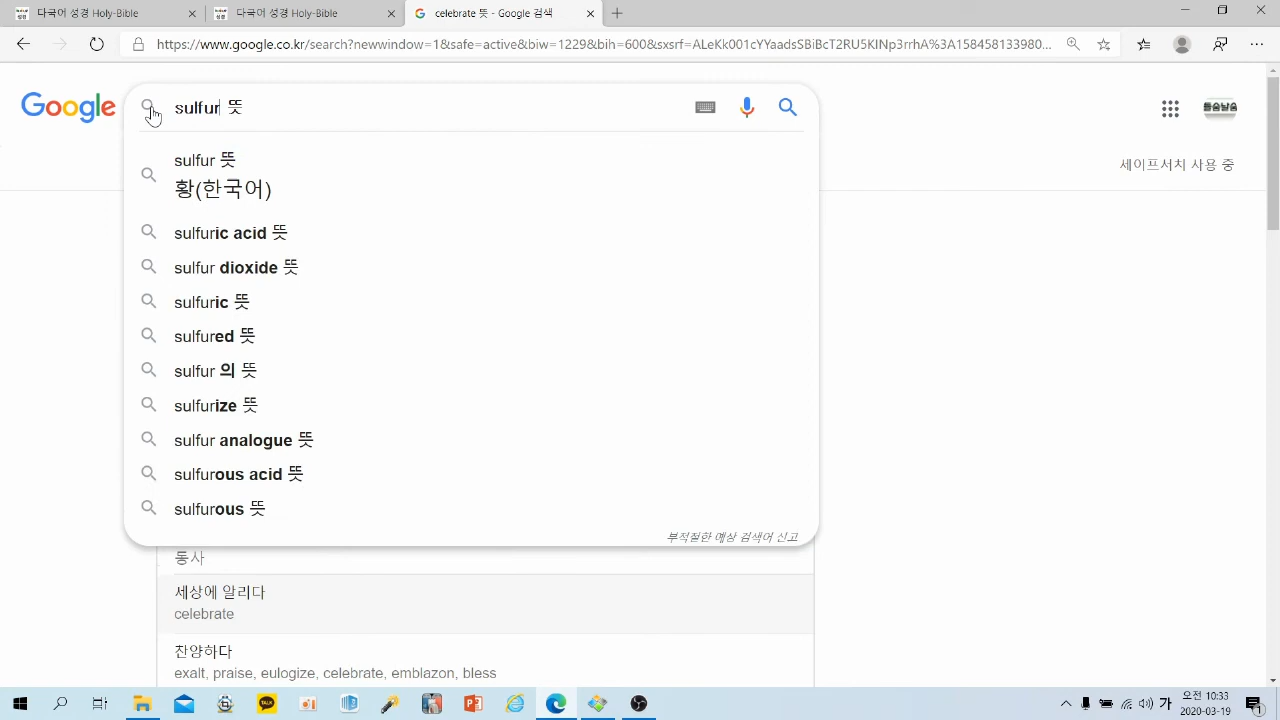 다국어 성경 Holy-Bible
다국어 성경 Holy-Bible
celebrate 뜻 - Google 검색
https://www.google.co.kr/search?newwindow=1&safe=active&biw=1229&bih=600&sxsrf=ALeKk001cYYaadsSBiBcT2RU5KINp3rrhA%3A158458133980...
Google
sulfur 뜻
들숨날숨
세이프서치 사용 중
sulfur 뜻
황(한국어)
sulfuric acid 뜻
sulfur dioxide 뜻
sulfuric 뜻
sulfured 뜻
sulfur 의 뜻
sulfurize 뜻
sulfur analogue 뜻
sulfurous acid 뜻
sulfurous 뜻
부적절한 예상 검색어 신고
동사
세상에 알리다
celebrate
찬양하다
exalt, praise, eulogize, celebrate, emblazon, bless
TALK
가
오전 10:33
2020-03-19
1